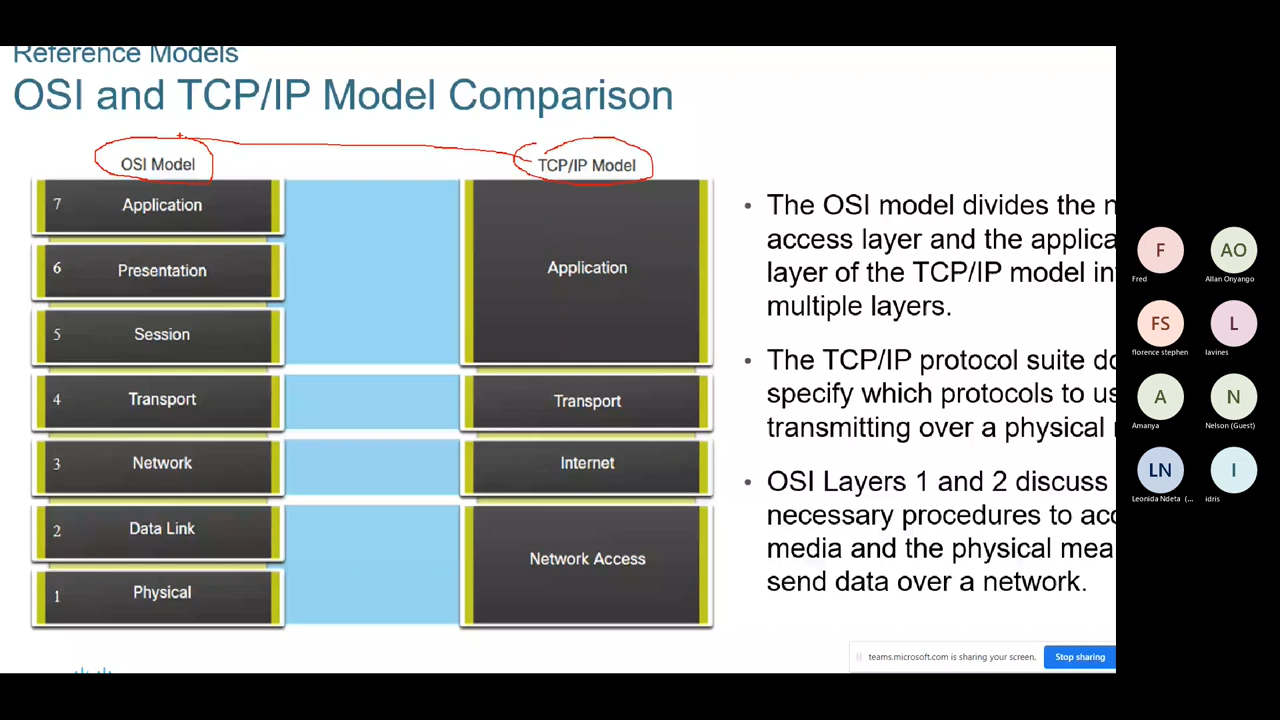 Reference Models
OSI and TCP/IP Model Comparison
OSI Model
TCP/IP Model
7 Application
6 Presentation
5 Session
4 Transport
3 Network
2 Data Link
1 Physical
Application
Transport
Internet
Network Access
• The OSI model divides the n
access layer and the applica
layer of the TCP/IP model in
multiple layers.
• The TCP/IP protocol suite do
specify which protocols to us
transmitting over a physical
• OSI Layers 1 and 2 discuss
necessary procedures to acc
media and the physical mea
send data over a network.
teams.microsoft.com is sharing your screen.
Stop sharing
F
Fred
AO
Allan Onyango
FS
florence stephen
L
lavines
A
Amanya
N
Nelson (Guest)
LN
Leonida Ndeta (...
I
idris